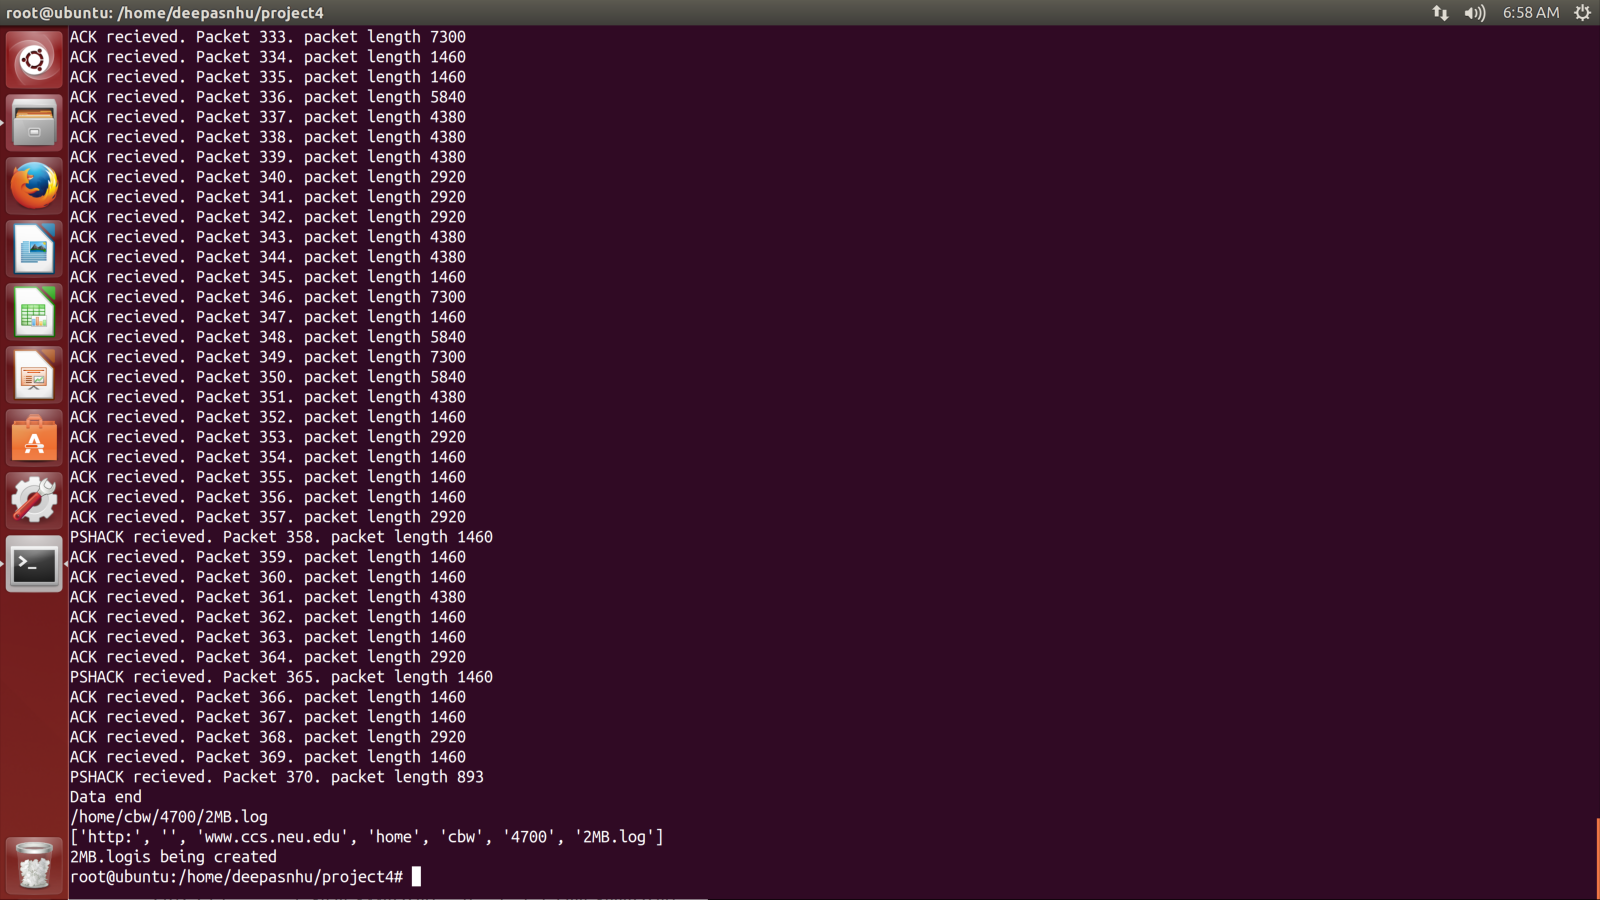 root@ubuntu: /home/deepasnhu/project4
6:58 AM
ACK recieved. Packet 333. packet length 7300
ACK recieved. Packet 334. packet length 1460
ACK recieved. Packet 335. packet length 1460
ACK recieved. Packet 336. packet length 5840
ACK recieved. Packet 337. packet length 4380
ACK recieved. Packet 338. packet length 4380
ACK recieved. Packet 339. packet length 4380
ACK recieved. Packet 340. packet length 2920
ACK recieved. Packet 341. packet length 2920
ACK recieved. Packet 342. packet length 2920
ACK recieved. Packet 343. packet length 4380
ACK recieved. Packet 344. packet length 4380
ACK recieved. Packet 345. packet length 1460
ACK recieved. Packet 346. packet length 7300
ACK recieved. Packet 347. packet length 1460
ACK recieved. Packet 348. packet length 5840
ACK recieved. Packet 349. packet length 7300
ACK recieved. Packet 350. packet length 5840
ACK recieved. Packet 351. packet length 4380
ACK recieved. Packet 352. packet length 1460
ACK recieved. Packet 353. packet length 2920
ACK recieved. Packet 354. packet length 1460
ACK recieved. Packet 355. packet length 1460
ACK recieved. Packet 356. packet length 1460
ACK recieved. Packet 357. packet length 2920
PSHACK recieved. Packet 358. packet length 1460
ACK recieved. Packet 359. packet length 1460
ACK recieved. Packet 360. packet length 1460
ACK recieved. Packet 361. packet length 4380
ACK recieved. Packet 362. packet length 1460
ACK recieved. Packet 363. packet length 1460
ACK recieved. Packet 364. packet length 2920
PSHACK recieved. Packet 365. packet length 1460
ACK recieved. Packet 366. packet length 1460
ACK recieved. Packet 367. packet length 1460
ACK recieved. Packet 368. packet length 2920
ACK recieved. Packet 369. packet length 1460
PSHACK recieved. Packet 370. packet length 893
Data end
/home/cbw/4700/2MB.log
['http:', '', 'www.ccs.neu.edu', 'home', 'cbw', '4700', '2MB.log']
2MB.logis being created
root@ubuntu:/home/deepasnhu/project4#